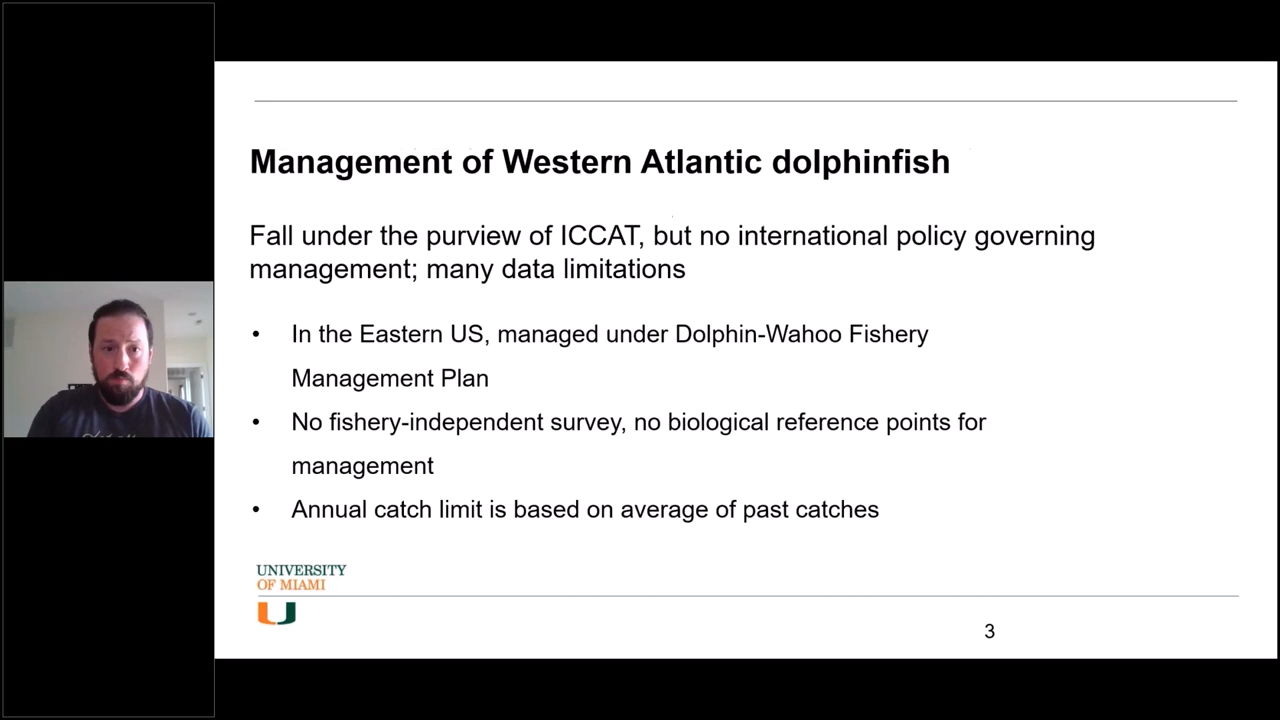 Management of Western Atlantic dolphinfish
Fall under the purview of ICCAT, but no international policy governing
management; many data limitations
• In the Eastern US, managed under Dolphin-Wahoo Fishery
Management Plan
• No fishery-independent survey, no biological reference points for
management
• Annual catch limit is based on average of past catches
UNIVERSITY
OF MIAMI
3